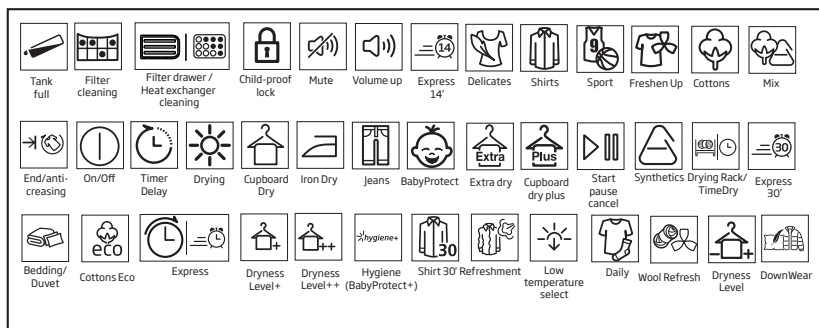 14
9
Tank full
Filter cleaning
Filter drawer / Heat exchanger cleaning
Child-proof lock
Mute
Volume up
Express 14'
Delicates
Shirts
Sport
Freshen Up
Cottons
Mix
Extra
Plus
30
End/anti-creasing
On/Off
Timer Delay
Drying
Cupboard Dry
Iron Dry
Jeans
BabyProtect
Extra dry
Cupboard dry plus
Start pause cancel
Synthetics
Drying Rack/ TimeDry
Express 30'
eco
+
++
hygiene+
30
- +
Bedding/ Duvet
Cottons Eco
Express
Dryness Level+
Dryness Level++
Hygiene (BabyProtect+)
Shirt 30'
Refreshment
Low temperature select
Daily
Wool Refresh
Dryness Level
DownWear